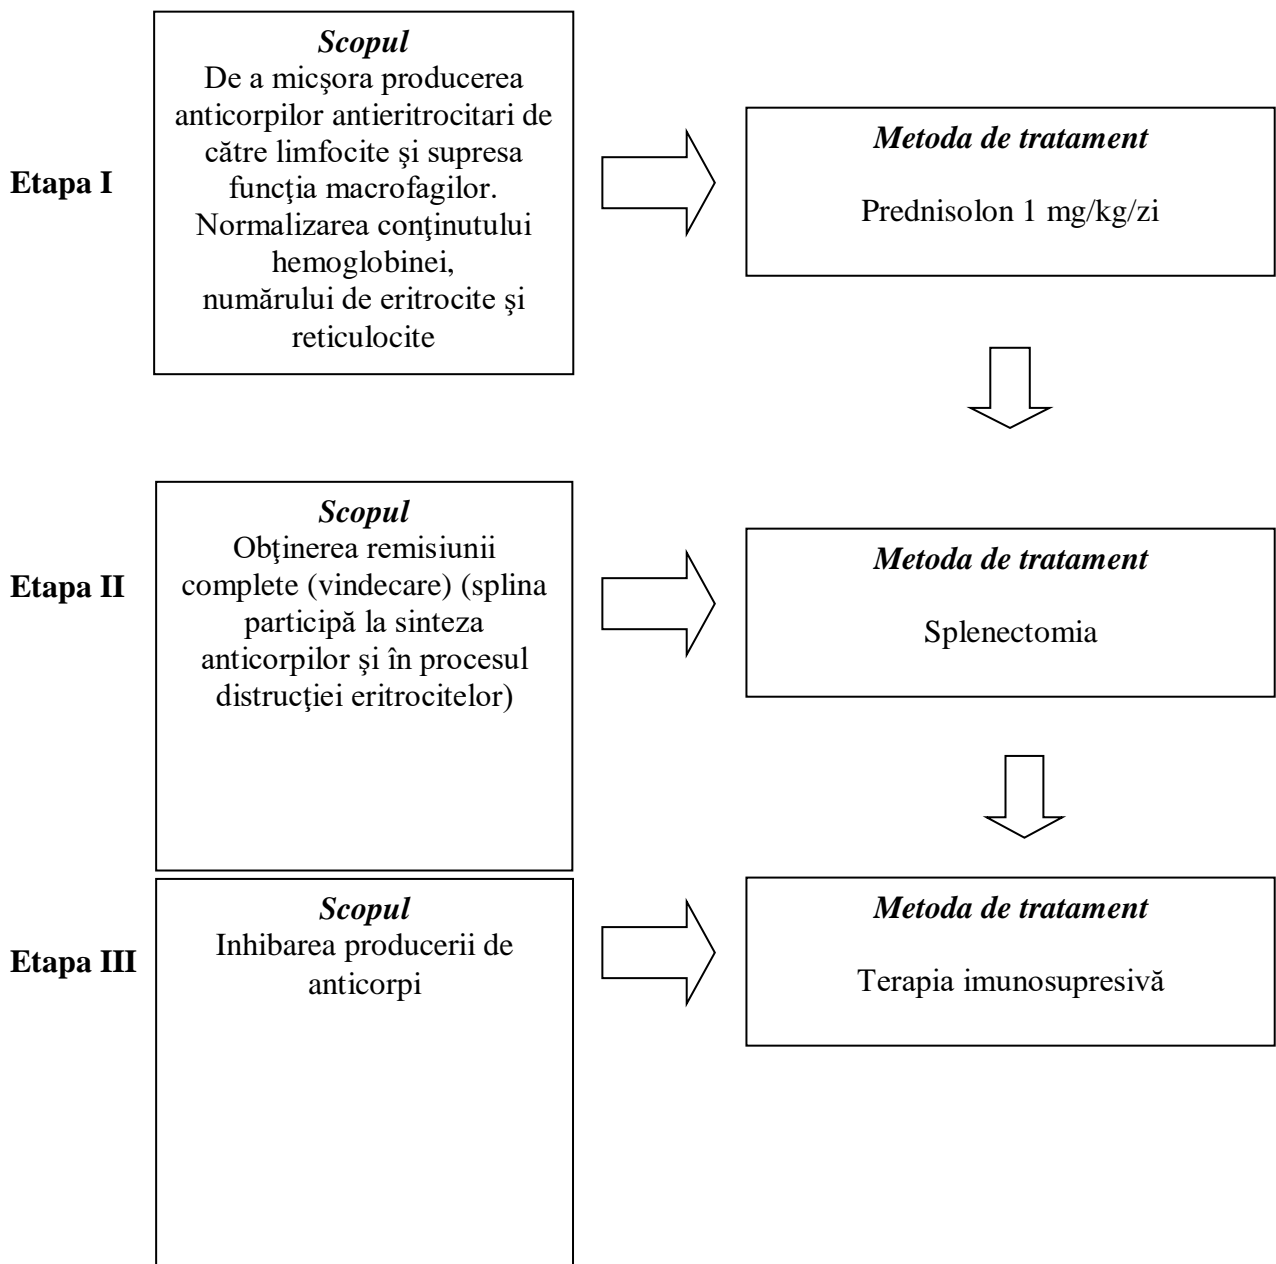 Etapa I
Scopul
De a micşora producerea
anticorpilor antieritrocitari de
către limfocite şi supresa
funcţia macrofagilor.
Normalizarea conţinutului
hemoglobinei,
numărului de eritrocite şi
reticulocite
Metoda de tratament
Prednisolon 1 mg/kg/zi
Etapa II
Scopul
Obţinerea remisiunii
complete (vindecare) (splina
participă la sinteza
anticorpilor şi în procesul
distrucţiei eritrocitelor)
Metoda de tratament
Splenectomia
Etapa III
Scopul
Inhibarea producerii de
anticorpi
Metoda de tratament
Terapia imunosupresivă